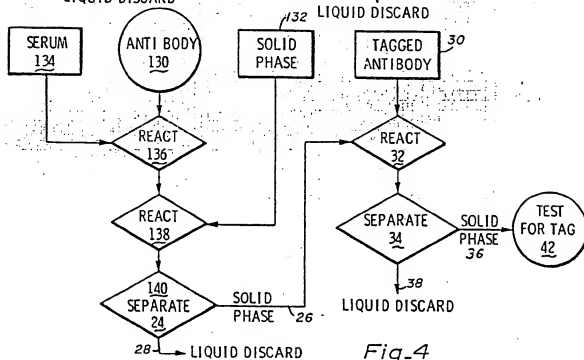 LIQUID DISCARD
LIQUID DISCARD
SERUM
134
ANTI BODY
130
132
SOLID
PHASE
30
TAGGED
ANTIBODY
REACT
136
REACT
32
REACT
138
SEPARATE
34
SOLID
PHASE
36
TEST
FOR TAG
42
140
SEPARATE
24
SOLID
PHASE
26
38
LIQUID DISCARD
28
LIQUID DISCARD
Fig_4